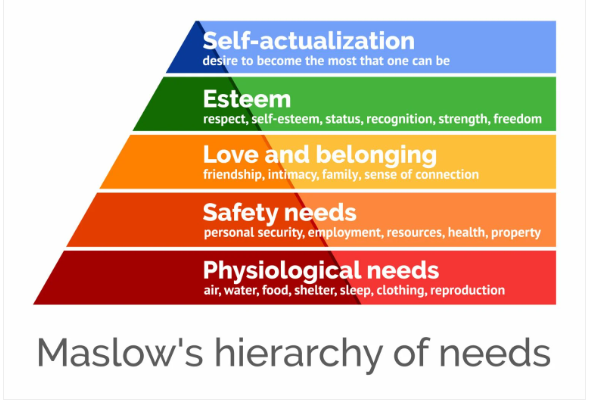 Self-actualization
desire to become the most that one can be
Esteem
respect, self-esteem, status, recognition, strength, freedom
Love and belonging
friendship, intimacy, family, sense of connection
Safety needs
personal security, employment, resources, health, property
Physiological needs
air, water, food, shelter, sleep, clothing, reproduction
Maslow's hierarchy of needs